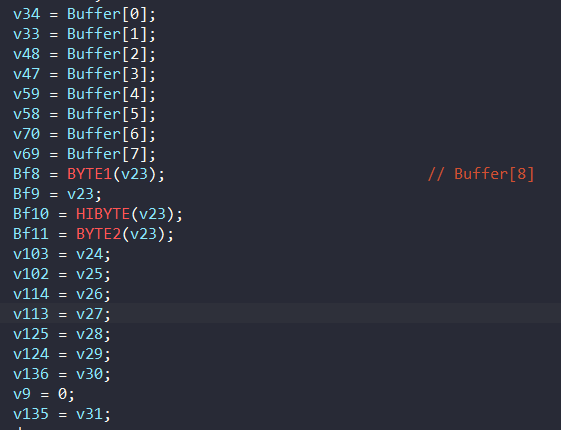 v34 = Buffer[0];
v33 = Buffer[1];
v48 = Buffer[2];
v47 = Buffer[3];
v59 = Buffer[4];
v58 = Buffer[5];
v70 = Buffer[6];
v69 = Buffer[7];
Bf8 = BYTE1(v23); // Buffer[8]
Bf9 = v23;
Bf10 = HIBYTE(v23);
Bf11 = BYTE2(v23);
v103 = v24;
v102 = v25;
v114 = v26;
v113 = v27;
v125 = v28;
v124 = v29;
v136 = v30;
v9 = 0;
v135 = v31;